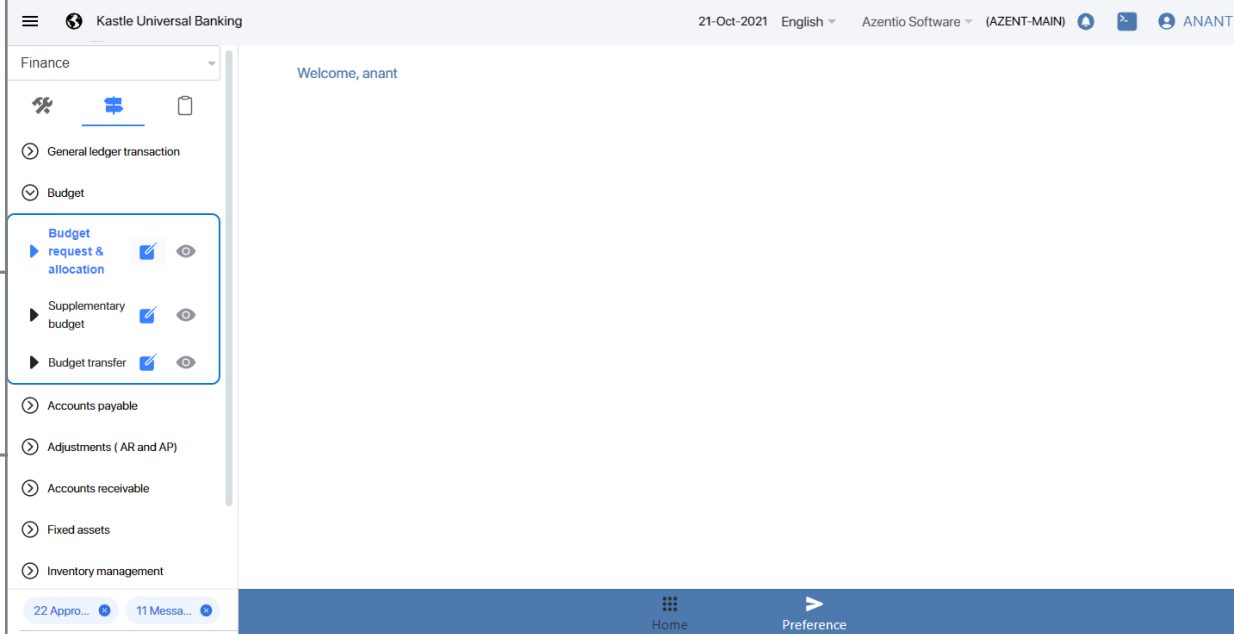 Kastle Universal Banking
21-Oct-2021 English Azentio Software (AZENT-MAIN) ANANT
Finance
Welcome, anant
General ledger transaction
Budget
Budget
request &
allocation
Supplementary
budget
Budget transfer
Accounts payable
Adjustments ( AR and AP)
Accounts receivable
Fixed assets
Inventory management
22 Appro... 11 Messa...
Home Preference